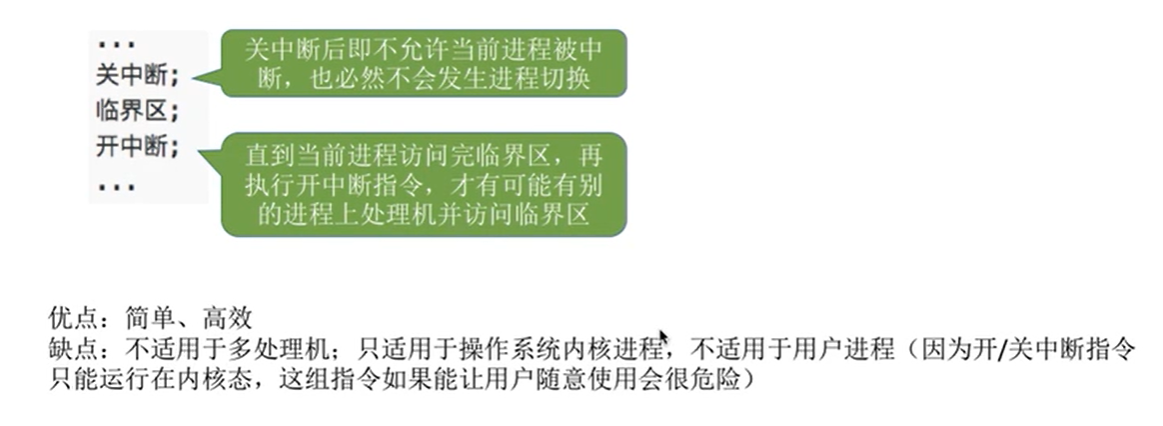 ...
关中断;
临界区;
开中断;
...
关中断后即不允许当前进程被中
断，也必然不会发生进程切换
直到当前进程访问完临界区，再
执行开中断指令，才有可能有别
的进程上处理机并访问临界区
优点：简单、高效
缺点：不适用于多处理机；只适用于操作系统内核进程，不适用于用户进程（因为开/关中断指令
只能运行在内核态，这组指令如果能让用户随意使用会很危险）